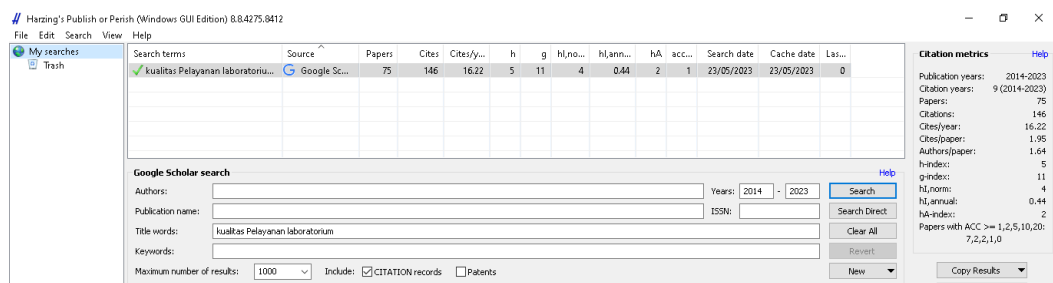 Harzing's Publish or Perish (Windows GUI Edition) 8.8.4275.8412
File Edit Search View Help
My searches
Trash
Search terms Source Papers Cites Cites/y... h g hI,no... hI,ann... hA acc... Search date Cache date Las...
kualitas Pelayanan laboratoriu... Google Sc... 75 146 16.22 5 11 4 0.44 2 1 23/05/2023 23/05/2023 0
Google Scholar search Help
Authors: Years: 2014 - 2023 Search
Publication name: ISSN: Search Direct
Title words: kualitas Pelayanan laboratorium Clear All
Keywords: Revert
Maximum number of results: 1000 Include: CITATION records Patents New
Citation metrics Help
Publication years: 2014-2023
Citation years: 9 (2014-2023)
Papers: 75
Citations: 146
Cites/year: 16.22
Cites/paper: 1.95
Authors/paper: 1.64
h-index: 5
g-index: 11
hI,norm: 4
hI,annual: 0.44
hA-index: 2
Papers with ACC >= 1,2,5,10,20:
7,2,2,1,0
Copy Results